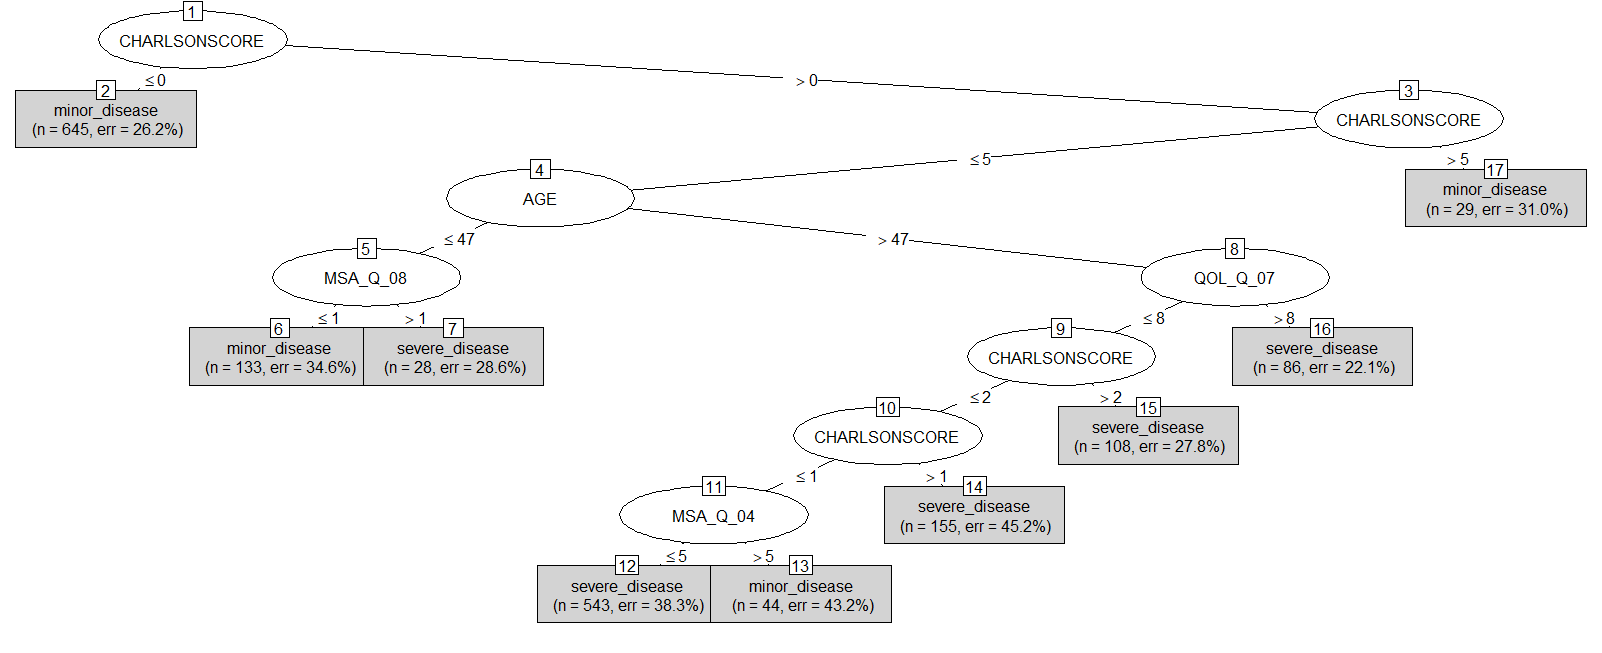 1
CHARLSONSCORE
≤ 0
> 0
2
minor_disease
(n = 645, err = 26.2%)
3
CHARLSONSCORE
≤ 5
> 5
4
AGE
17
minor_disease
(n = 29, err = 31.0%)
≤ 47
> 47
5
MSA_Q_08
8
QOL_Q_07
≤ 1
> 1
≤ 8
> 8
6
minor_disease
(n = 133, err = 34.6%)
7
severe_disease
(n = 28, err = 28.6%)
9
CHARLSONSCORE
16
severe_disease
(n = 86, err = 22.1%)
≤ 2
> 2
10
CHARLSONSCORE
15
severe_disease
(n = 108, err = 27.8%)
≤ 1
> 1
11
MSA_Q_04
14
severe_disease
(n = 155, err = 45.2%)
≤ 5
> 5
12
severe_disease
(n = 543, err = 38.3%)
13
minor_disease
(n = 44, err = 43.2%)